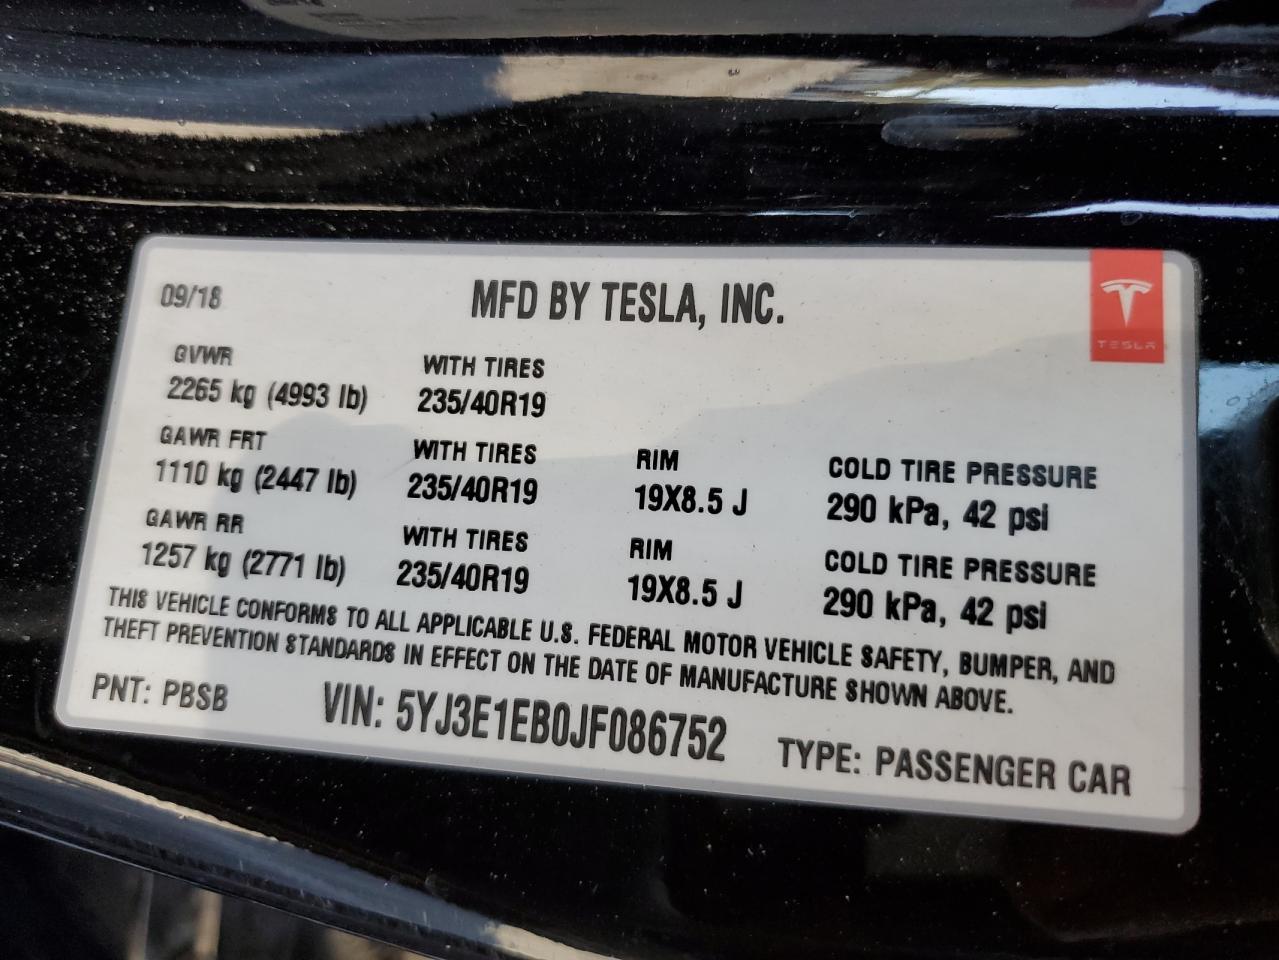 09/18 MFD BY TESLA, INC.
TESLA
GVWR WITH TIRES
2265 kg (4993 lb) 235/40R19
GAWR FRT WITH TIRES RIM COLD TIRE PRESSURE
1110 kg (2447 lb) 235/40R19 19X8.5 J 290 kPa, 42 psi
GAWR RR WITH TIRES RIM COLD TIRE PRESSURE
1257 kg (2771 lb) 235/40R19 19X8.5 J 290 kPa, 42 psi
THIS VEHICLE CONFORMS TO ALL APPLICABLE U.S. FEDERAL MOTOR VEHICLE SAFETY, BUMPER, AND
THEFT PREVENTION STANDARDS IN EFFECT ON THE DATE OF MANUFACTURE SHOWN ABOVE.
PNT: PBSB VIN: 5YJ3E1EB0JF086752 TYPE: PASSENGER CAR